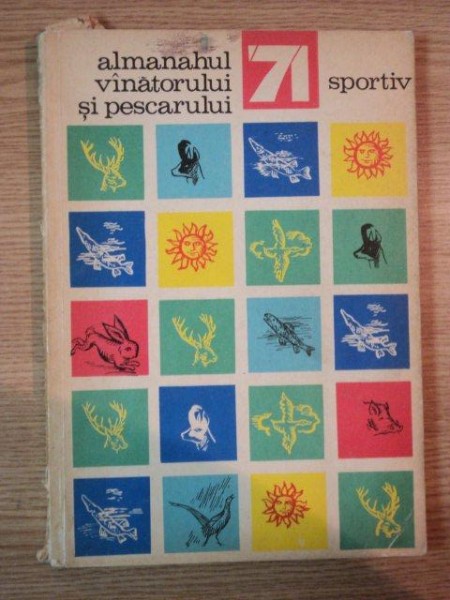 almanahul
vînătorului
și pescarului
'71
sportiv